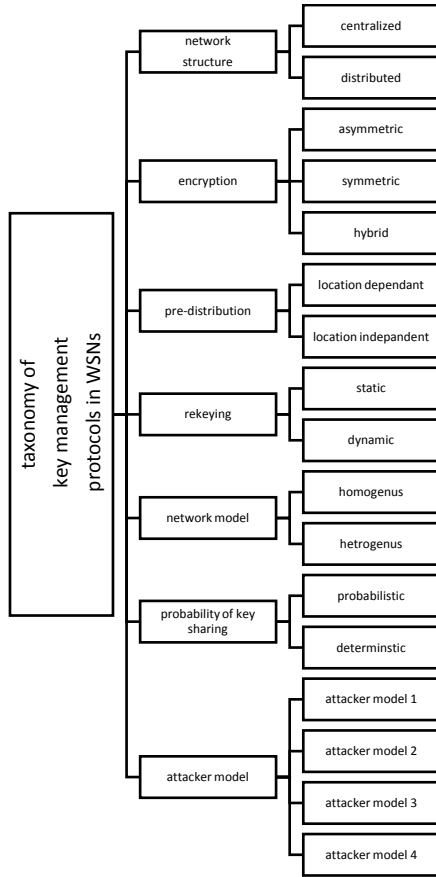 taxonomy of
key management
protocols in WSNs
network
structure
centralized
distributed
encryption
asymmetric
symmetric
hybrid
pre-distribution
location dependant
location indepandent
rekeying
static
dynamic
network model
homogenus
hetrogenus
probability of key
sharing
probabilistic
determinstic
attacker model
attacker model 1
attacker model 2
attacker model 3
attacker model 4